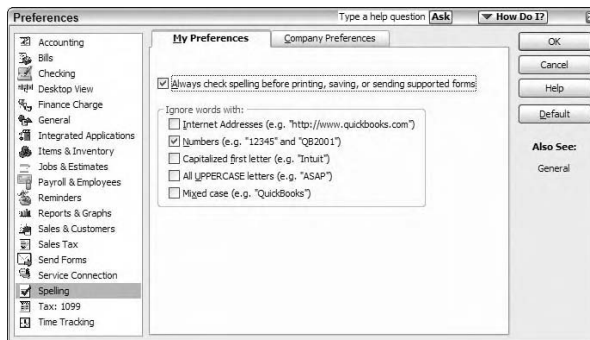 Preferences
Type a help question Ask
How Do I?
Accounting
Bills
Checking
Desktop View
Finance Charge
General
Integrated Applications
Items & Inventory
Jobs & Estimates
Payroll & Employees
Reminders
Reports & Graphs
Sales & Customers
Sales Tax
Send Forms
Service Connection
Spelling
Tax: 1099
Time Tracking
My Preferences
Company Preferences
Always check spelling before printing, saving, or sending supported forms
Ignore words with:
Internet Addresses (e.g. "http://www.quickbooks.com")
Numbers (e.g. "12345" and "QB2001")
Capitalized first letter (e.g. "Intuit")
All UPPERCASE letters (e.g. "ASAP")
Mixed case (e.g. "QuickBooks")
OK
Cancel
Help
Default
Also See:
General